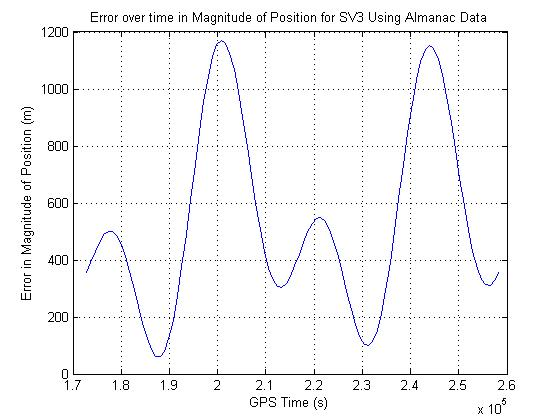 Error over time in Magnitude of Position for SV3 Using Almanac Data
1200
1000
800
600
400
200
0
Error in Magnitude of Position (m)
1.7 1.8 1.9 2 2.1 2.2 2.3 2.4 2.5 2.6
GPS Time (s)
x 10^5